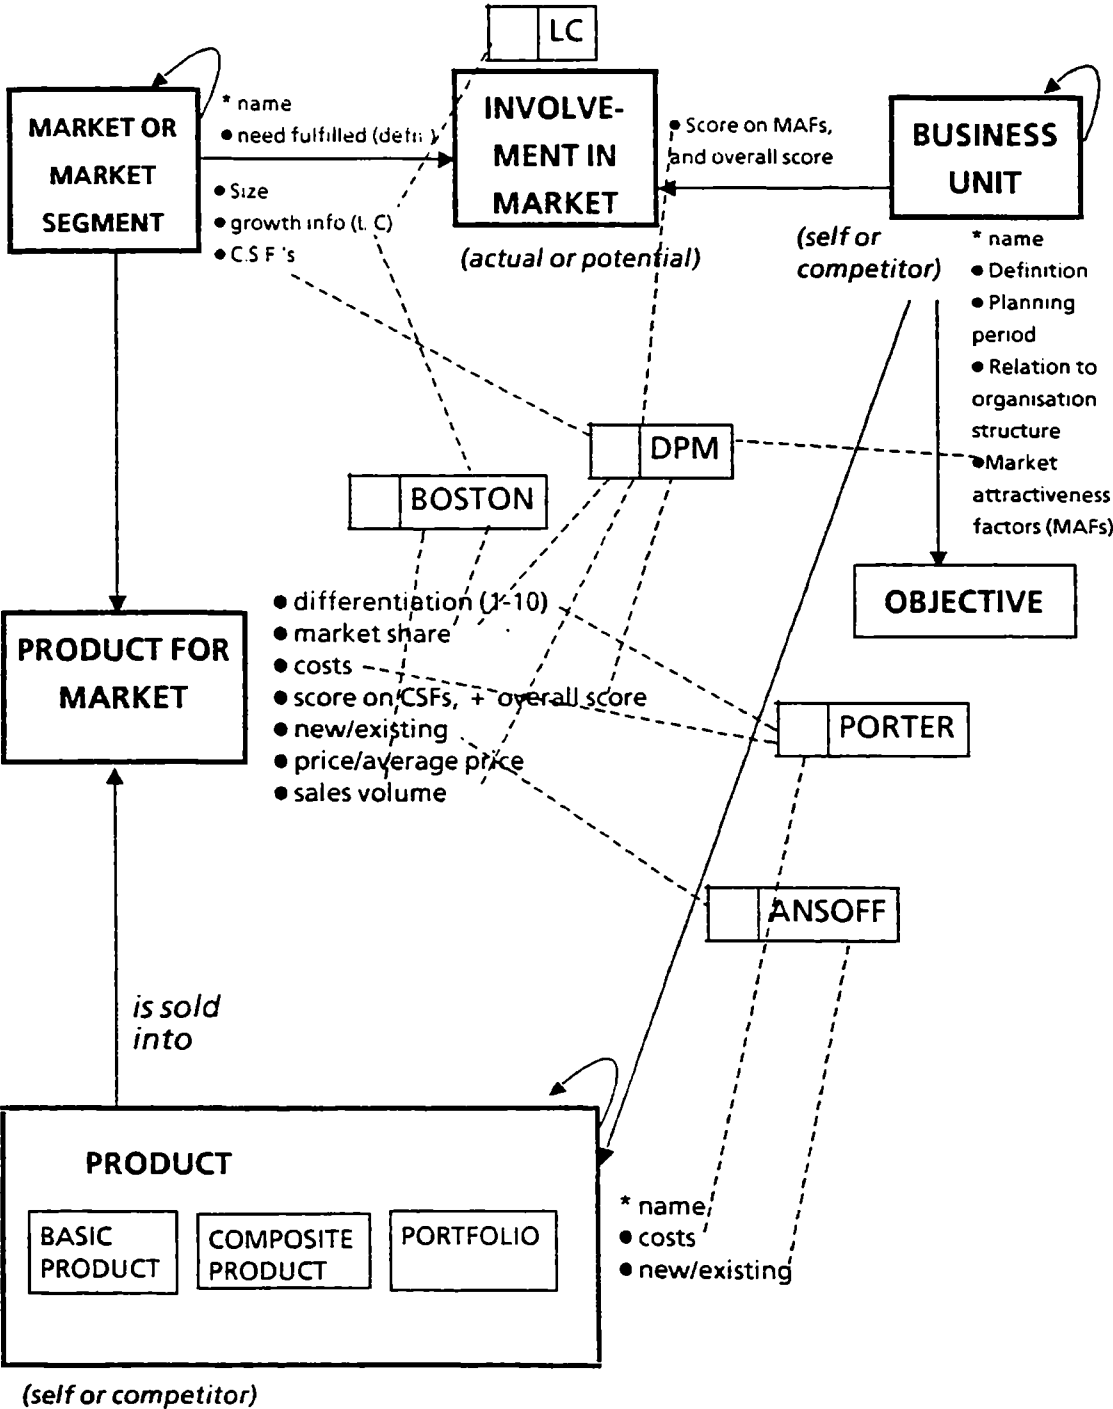 LC
MARKET OR
MARKET
SEGMENT
* name
● need fulfilled (defn )
● Size
● growth info (L C)
● C.S F 's
INVOLVE-
MENT IN
MARKET
(actual or potential)
● Score on MAFs,
and overall score
BUSINESS
UNIT
(self or
competitor)
* name
● Definition
● Planning
period
● Relation to
organisation
structure
● Market
attractiveness
factors (MAFs)
DPM
BOSTON
OBJECTIVE
PRODUCT FOR
MARKET
● differentiation (1-10)
● market share
● costs
● score on CSFs, + overall score
● new/existing
● price/average price
● sales volume
PORTER
ANSOFF
is sold
into
PRODUCT
BASIC
PRODUCT
COMPOSITE
PRODUCT
PORTFOLIO
* name
● costs
● new/existing
(self or competitor)